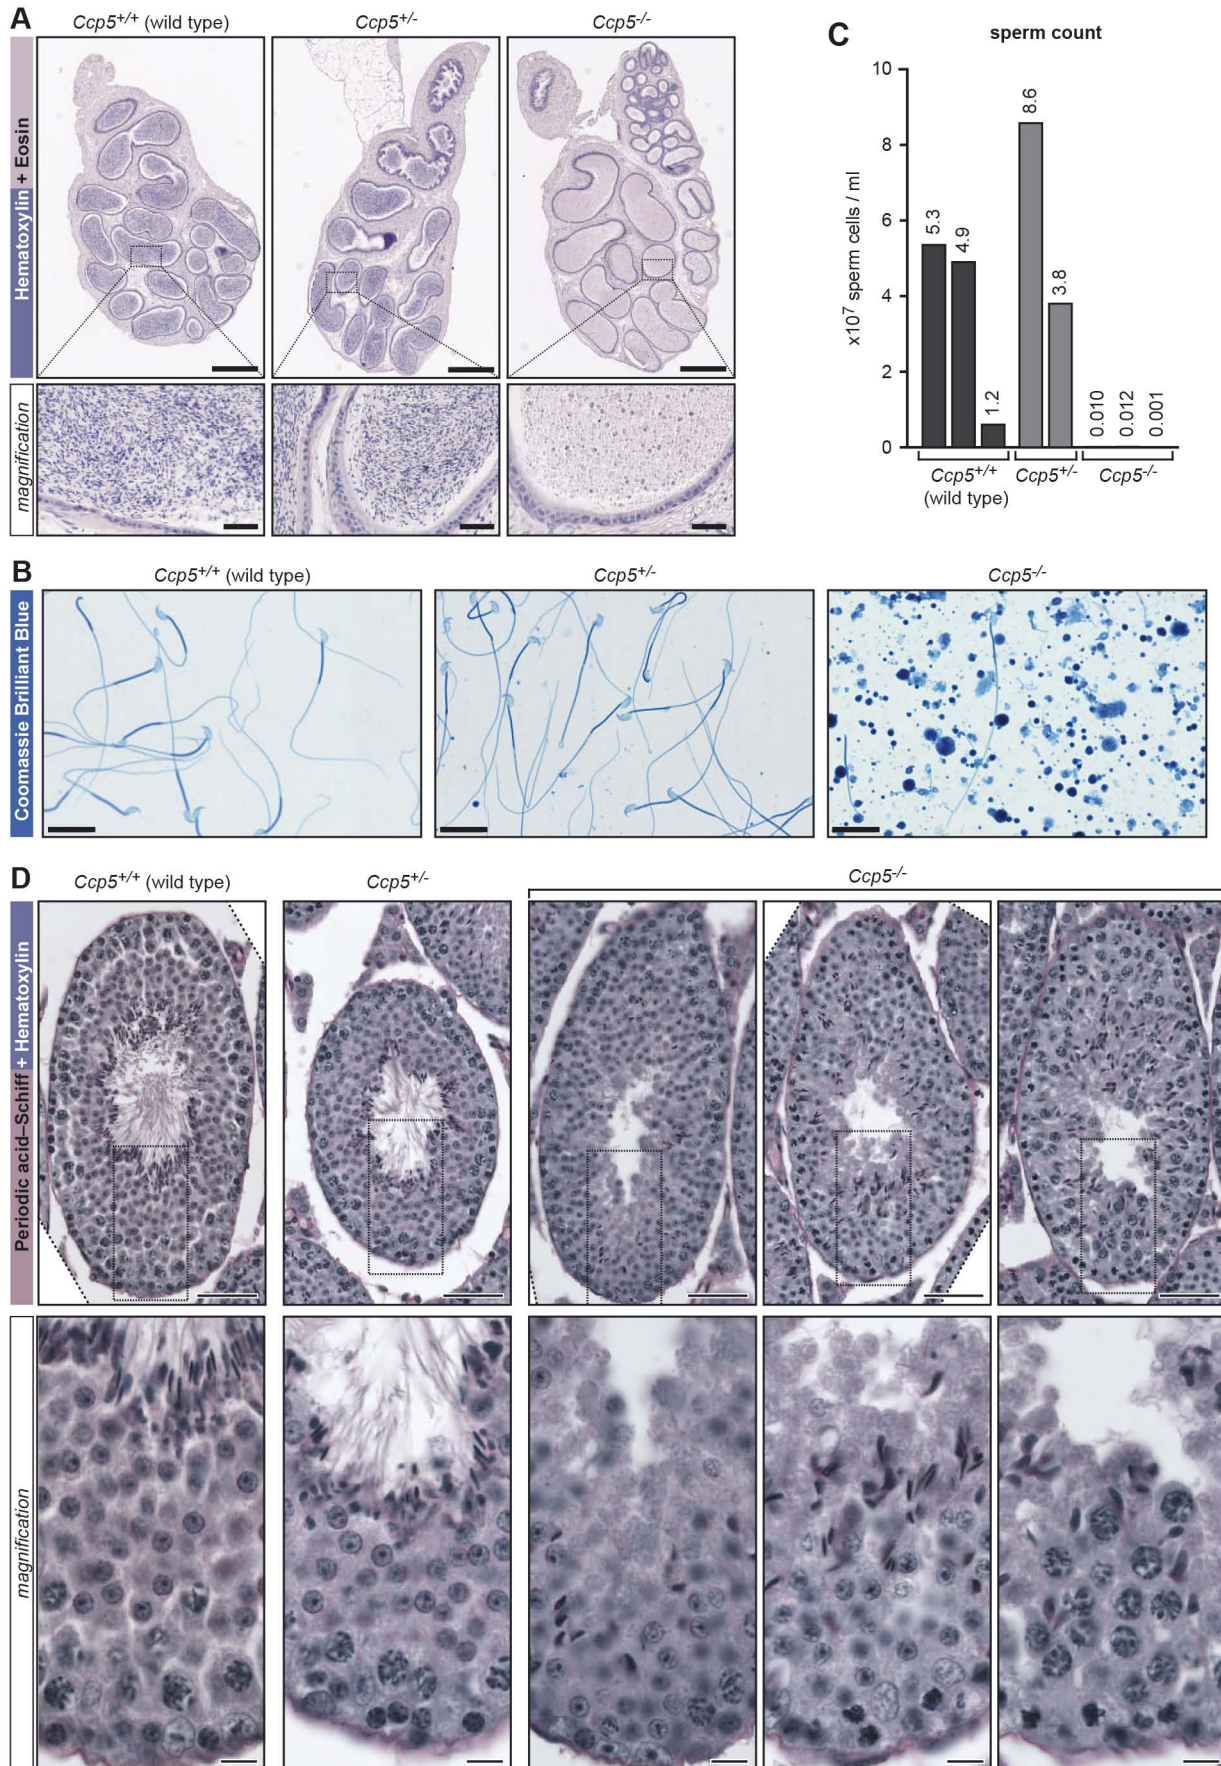 A
Ccp5+/+ (wild type)
Ccp5+/-
Ccp5-/-
Hematoxylin + Eosin
magnification
C
sperm count
x10⁷ sperm cells / ml
10
8
6
4
2
0
5.3
4.9
1.2
8.6
3.8
0.010
0.012
0.001
Ccp5+/+
(wild type)
Ccp5+/-
Ccp5-/-
B
Ccp5+/+ (wild type)
Ccp5+/-
Ccp5-/-
Coomassie Brilliant Blue
D
Ccp5+/+ (wild type)
Ccp5+/-
Ccp5-/-
Periodic acid–Schiff + Hematoxylin
magnification